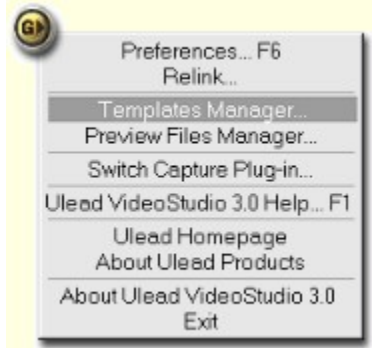 G
Preferences... F6
Relink...
Templates Manager...
Preview Files Manager...
Switch Capture Plug-in...
Ulead VideoStudio 3.0 Help... F1
Ulead Homepage
About Ulead Products
About Ulead VideoStudio 3.0
Exit